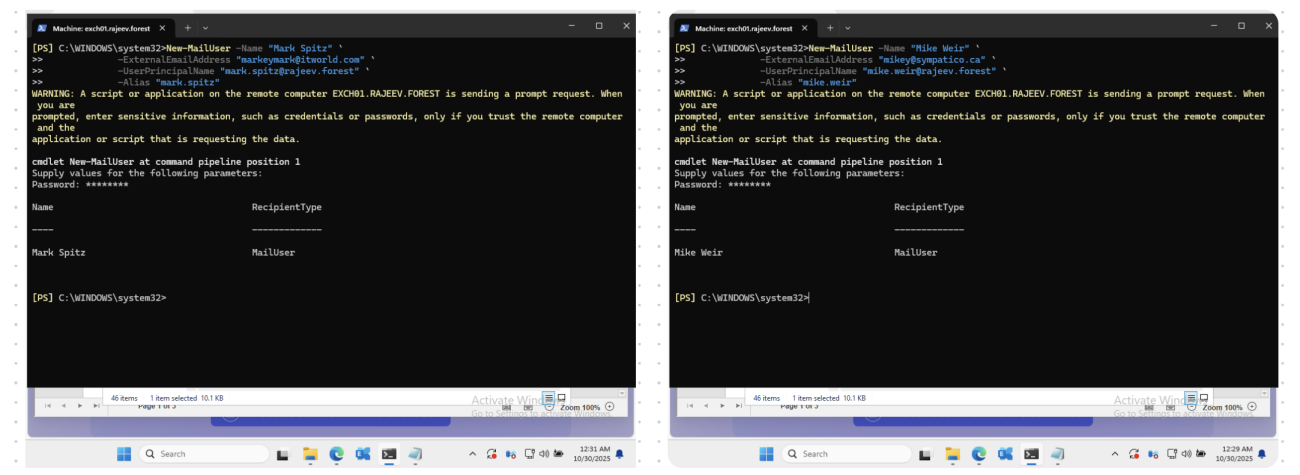 Machine: exch01.rajeev.forest
[PS] C:\WINDOWS\system32>New-MailUser -Name "Mark Spitz" `
>> -ExternalEmailAddress "markeymark@itworld.com" `
>> -UserPrincipalName "mark.spitz@rajeev.forest" `
>> -Alias "mark.spitz"
WARNING: A script or application on the remote computer EXCH01.RAJEEV.FOREST is sending a prompt request. When
you are
prompted, enter sensitive information, such as credentials or passwords, only if you trust the remote computer
and the
application or script that is requesting the data.
cmdlet New-MailUser at command pipeline position 1
Supply values for the following parameters:
Password: ********
Name RecipientType
---- -------------
Mark Spitz MailUser
[PS] C:\WINDOWS\system32>
46 items 1 item selected 10.1 KB
Activate Windows
Page 1 of 3
Zoom 100%
Go to Settings to activate Windows.
Search
12:31 AM
10/30/2025
Machine: exch01.rajeev.forest
[PS] C:\WINDOWS\system32>New-MailUser -Name "Mike Weir" `
>> -ExternalEmailAddress "mikey@sympatico.ca" `
>> -UserPrincipalName "mike.weir@rajeev.forest" `
>> -Alias "mike.weir"
WARNING: A script or application on the remote computer EXCH01.RAJEEV.FOREST is sending a prompt request. When
you are
prompted, enter sensitive information, such as credentials or passwords, only if you trust the remote computer
and the
application or script that is requesting the data.
cmdlet New-MailUser at command pipeline position 1
Supply values for the following parameters:
Password: ********
Name RecipientType
---- -------------
Mike Weir MailUser
[PS] C:\WINDOWS\system32>
46 items 1 item selected 10.1 KB
Activate Windows
Page 1 of 3
Zoom 100%
Go to Settings to activate Windows.
Search
12:29 AM
10/30/2025